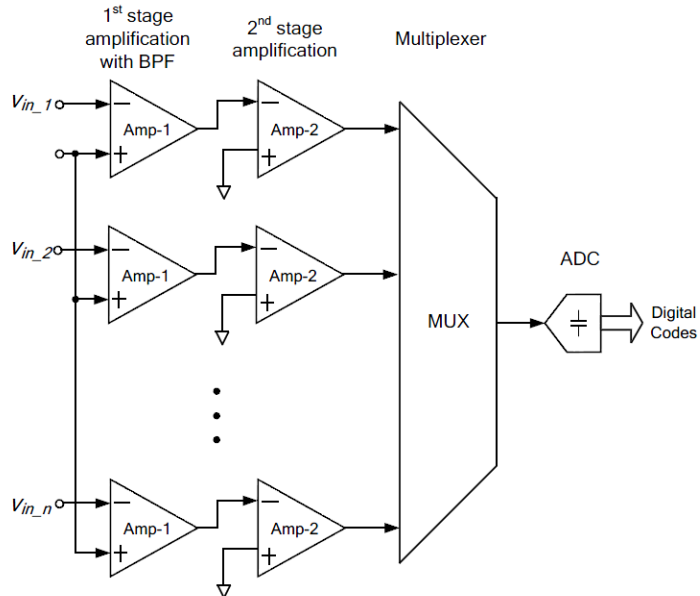 1st stage
amplification
with BPF
2nd stage
amplification
Multiplexer
Vin_1
−
+
Amp-1
−
+
Amp-2
Vin_2
−
+
Amp-1
−
+
Amp-2
MUX
ADC
Digital
Codes
Vin_n
−
+
Amp-1
−
+
Amp-2